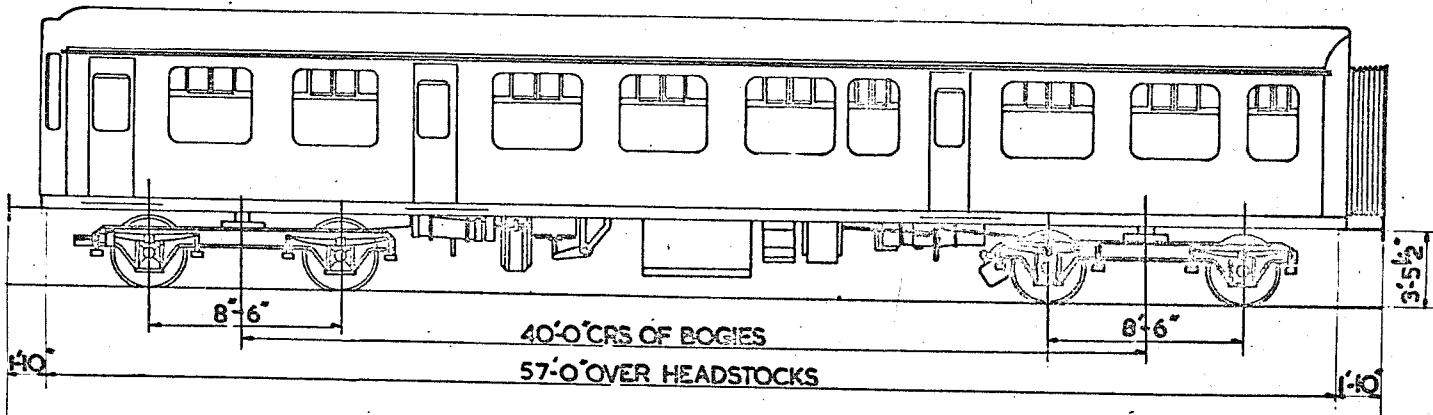 3'-5½"
8'-6"
40'-0" CRS OF BOGIES
8'-6"
1'-10"
57'-0" OVER HEADSTOCKS
1'-10"